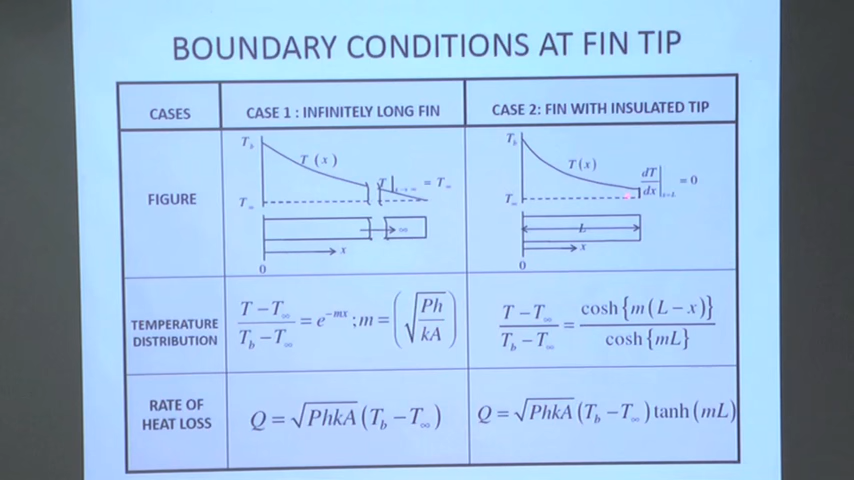 BOUNDARY CONDITIONS AT FIN TIP
CASES
CASE 1 : INFINITELY LONG FIN
CASE 2: FIN WITH INSULATED TIP
FIGURE
T_b
T(x)
T|_{x→∞} = T_∞
T_∞
∞
x
0
T_b
T(x)
dT/dx|_{x=L} = 0
T_∞
L
x
0
TEMPERATURE
DISTRIBUTION
(T − T_∞)/(T_b − T_∞) = e^{−mx} ; m = (√(Ph/kA))
(T − T_∞)/(T_b − T_∞) = cosh{m(L−x)}/cosh{mL}
RATE OF
HEAT LOSS
Q = √(PhkA) (T_b − T_∞)
Q = √(PhkA) (T_b − T_∞) tanh(mL)